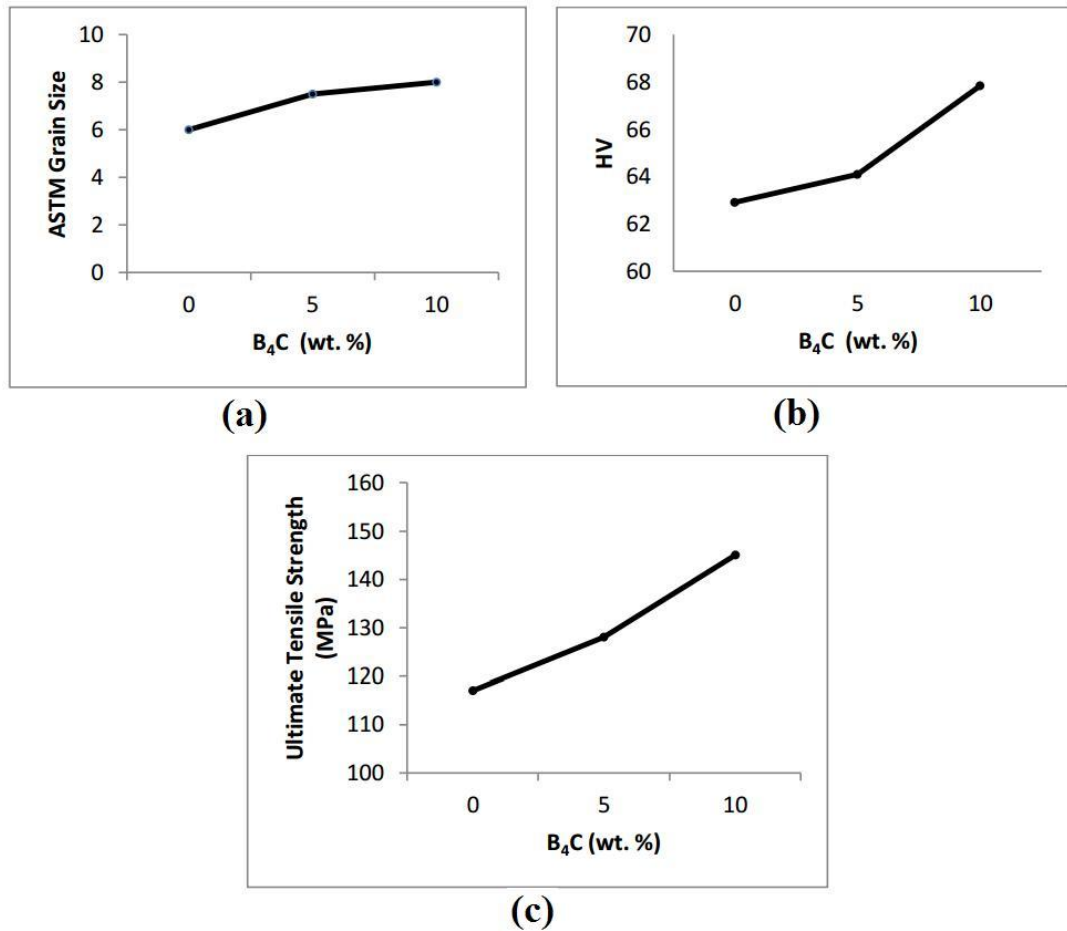 10
8
6
4
2
0
ASTM Grain Size
0 5 10
B₄C (wt. %)
(a)
70
68
66
64
62
60
HV
0 5 10
B₄C (wt. %)
(b)
160
150
140
130
120
110
100
Ultimate Tensile Strength
(MPa)
0 5 10
B₄C (wt. %)
(c)